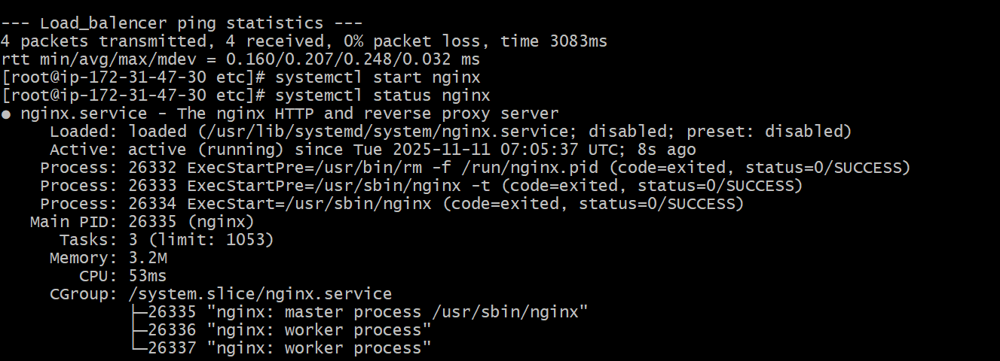 --- Load_balencer ping statistics ---
4 packets transmitted, 4 received, 0% packet loss, time 3083ms
rtt min/avg/max/mdev = 0.160/0.207/0.248/0.032 ms
[root@ip-172-31-47-30 etc]# systemctl start nginx
[root@ip-172-31-47-30 etc]# systemctl status nginx
● nginx.service - The nginx HTTP and reverse proxy server
     Loaded: loaded (/usr/lib/systemd/system/nginx.service; disabled; preset: disabled)
     Active: active (running) since Tue 2025-11-11 07:05:37 UTC; 8s ago
    Process: 26332 ExecStartPre=/usr/bin/rm -f /run/nginx.pid (code=exited, status=0/SUCCESS)
    Process: 26333 ExecStartPre=/usr/sbin/nginx -t (code=exited, status=0/SUCCESS)
    Process: 26334 ExecStart=/usr/sbin/nginx (code=exited, status=0/SUCCESS)
   Main PID: 26335 (nginx)
      Tasks: 3 (limit: 1053)
     Memory: 3.2M
        CPU: 53ms
     CGroup: /system.slice/nginx.service
             ├─26335 "nginx: master process /usr/sbin/nginx"
             ├─26336 "nginx: worker process"
             └─26337 "nginx: worker process"